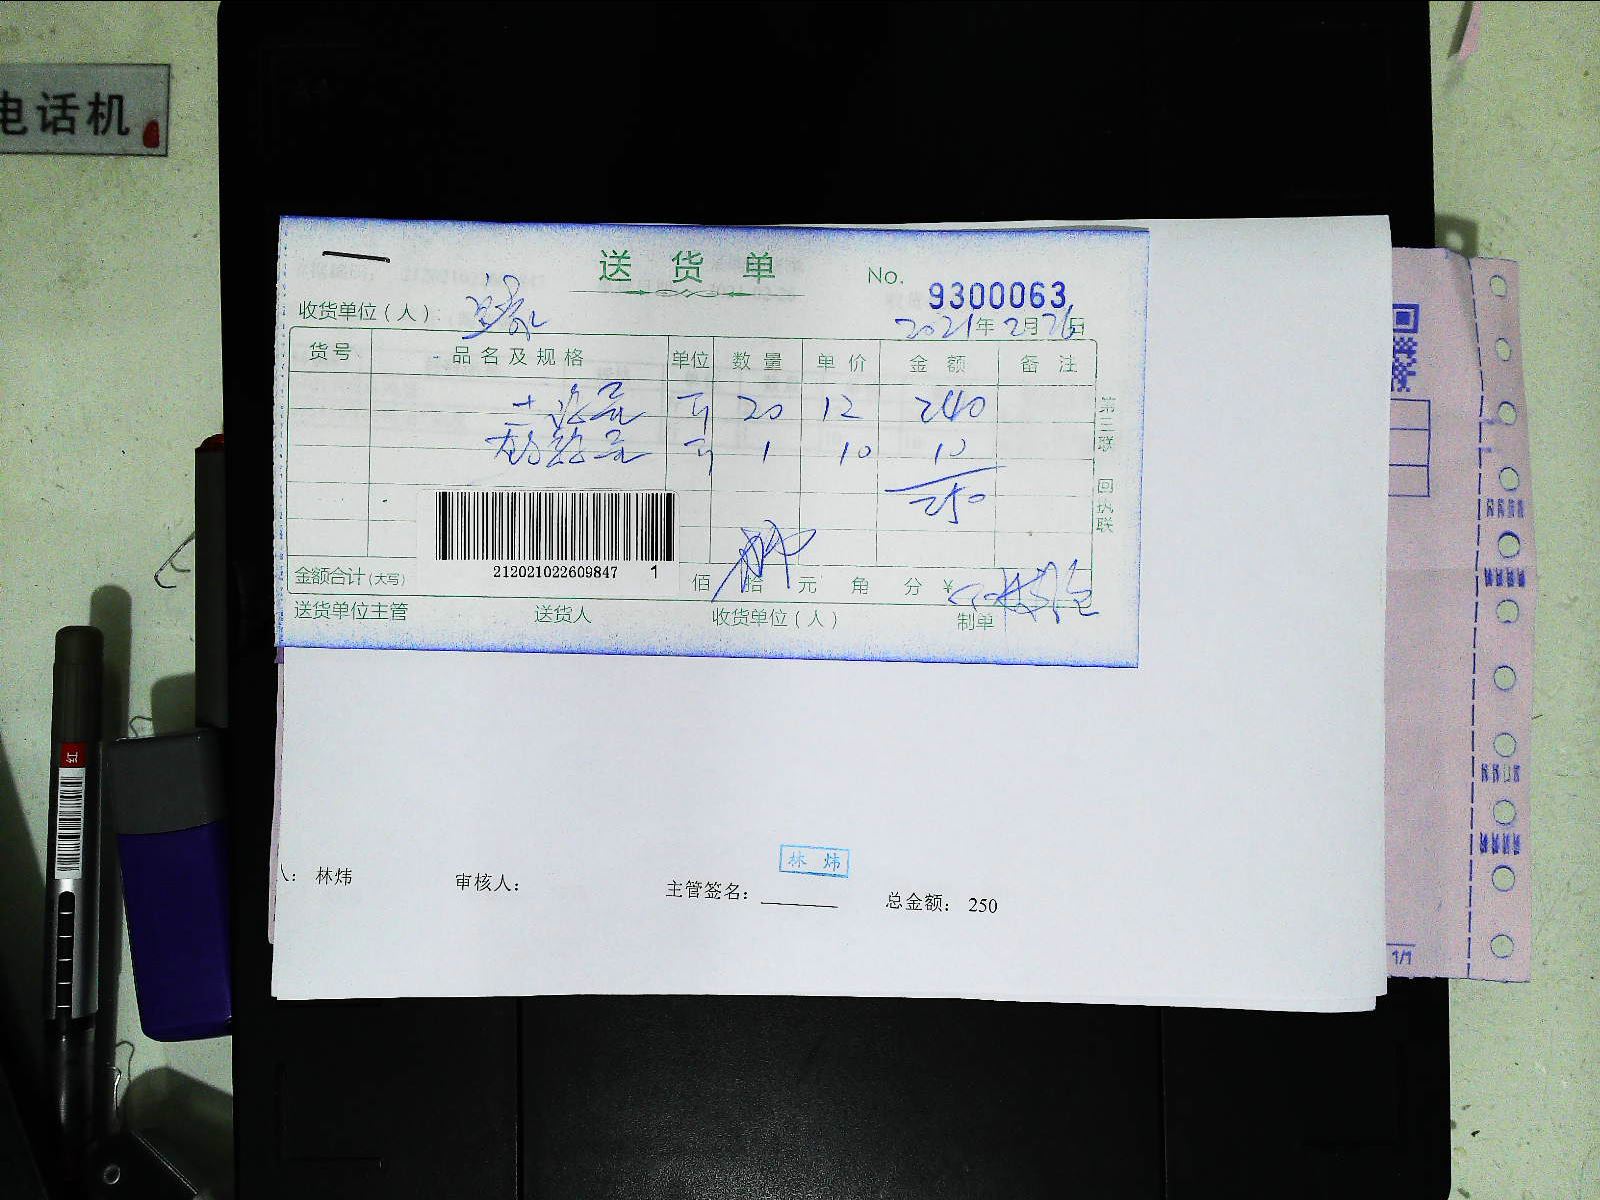 电话机
送货单
No. 9300063
收货单位（人）：
2021年2月26日
货号 品名及规格 单位 数量 单价 金额 备注
20 12 240
1 10 10
250
第三联 回执联
212021022609847 1
金额合计(大写) 佰 拾 元 角 分 ¥
送货单位主管 送货人 收货单位（人） 制单
红
林炜
人： 林炜 审核人： 主管签名： 总金额： 250
1/1